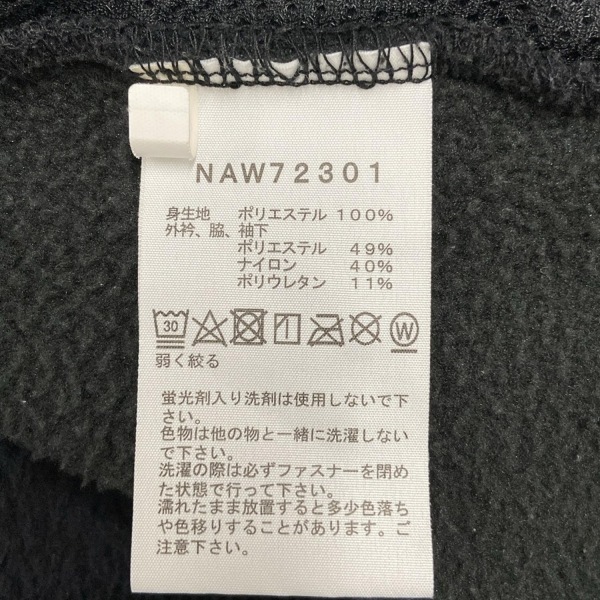 NAW72301
身生地 ポリエステル 100%
外衿、脇、袖下
ポリエステル 49%
ナイロン 40%
ポリウレタン 11%
30 W
弱く絞る
蛍光剤入り洗剤は使用しないで下
さい。
色物は他の物と一緒に洗濯しない
で下さい。
洗濯の際は必ずファスナーを閉め
た状態で行って下さい。
濡れたまま放置すると多少色落ち
や色移りすることがあります。ご
注意下さい。